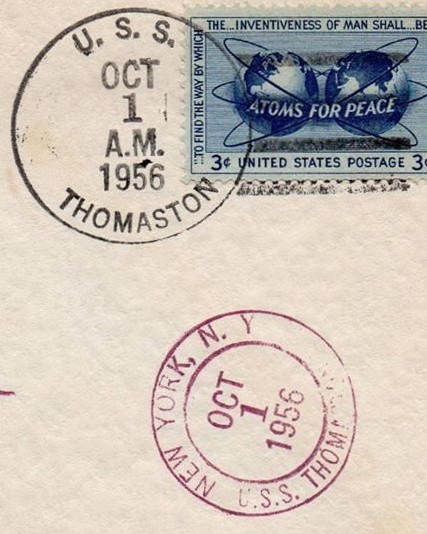 U. S. S.
OCT
1
A.M.
1956
THOMASTON
THE...INVENTIVENESS OF MAN SHALL...BE
...TO FIND THE WAY BY WHICH
ATOMS FOR PEACE
3¢ UNITED STATES POSTAGE 3¢
NEW YORK, N. Y
OCT
1
1956
U.S.S.